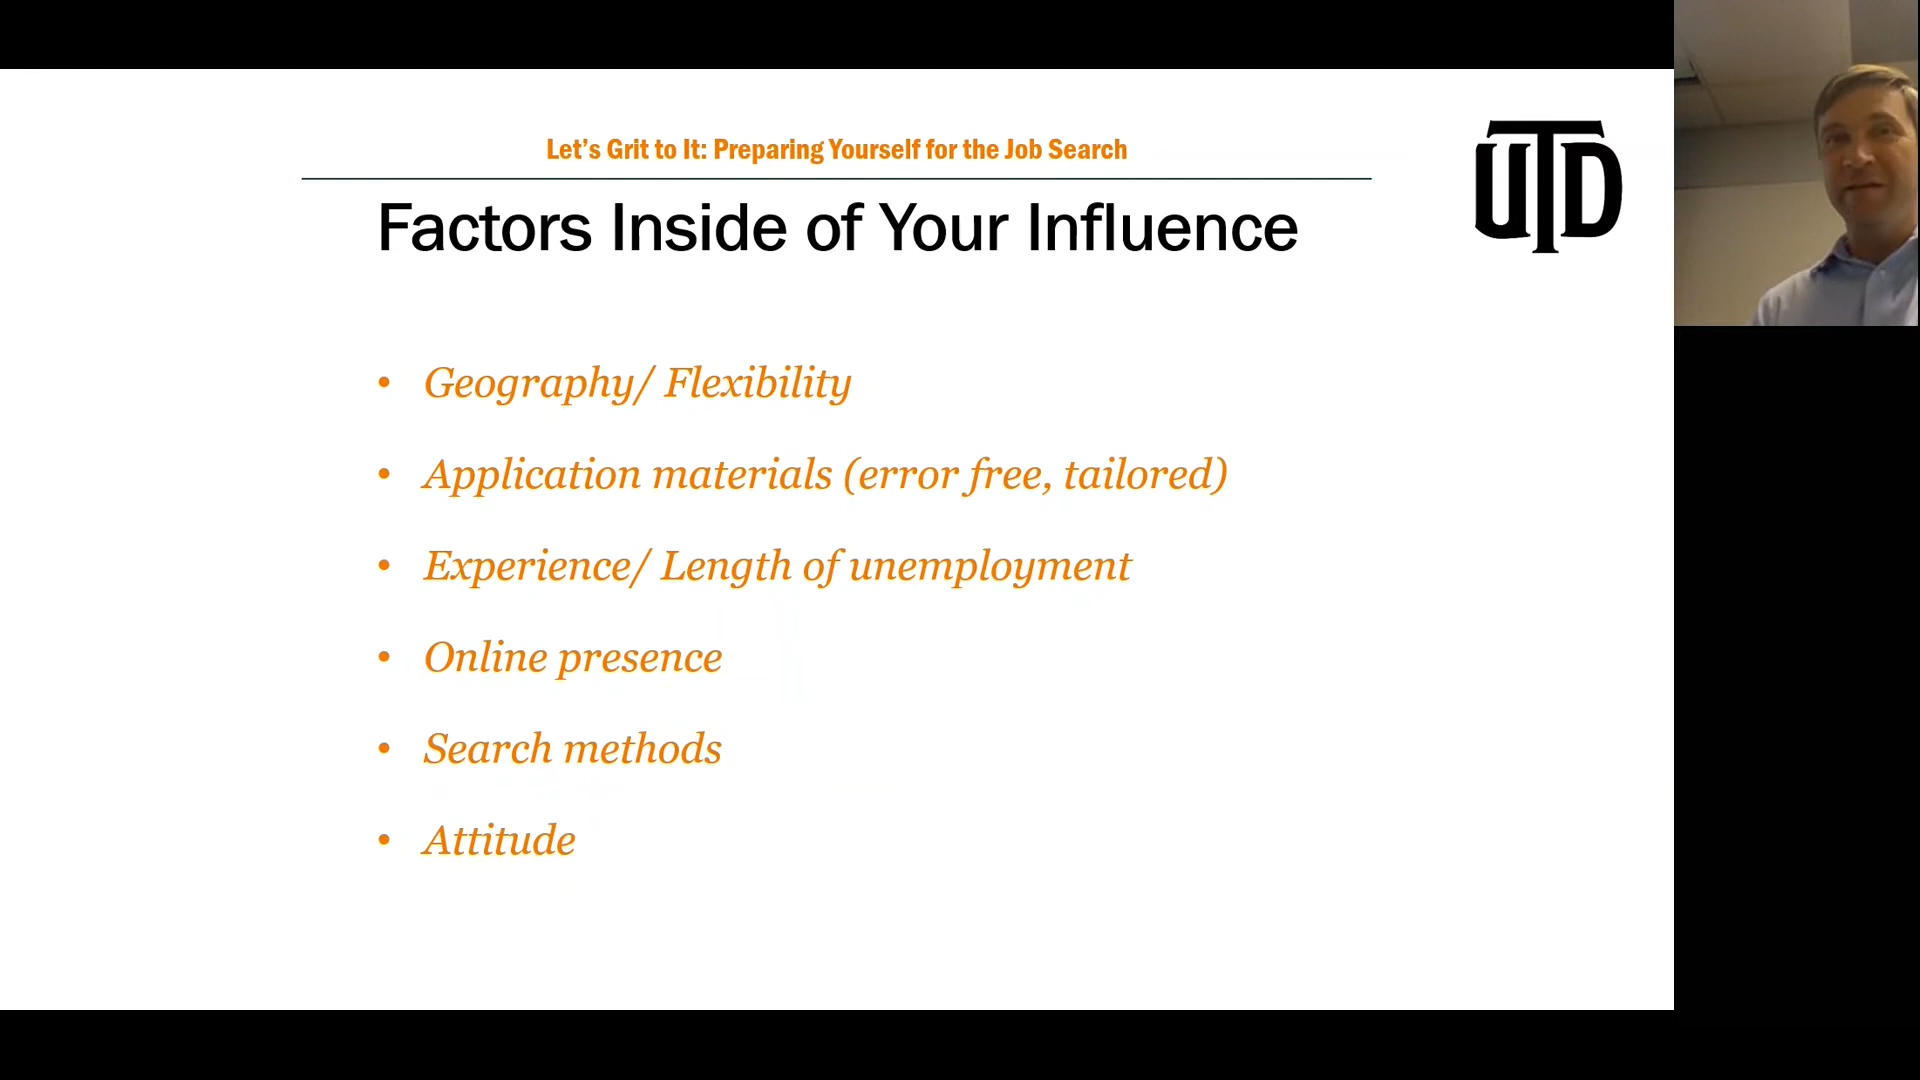 Let's Grit to It: Preparing Yourself for the Job Search
Factors Inside of Your Influence
UTD
• Geography/ Flexibility
• Application materials (error free, tailored)
• Experience/ Length of unemployment
• Online presence
• Search methods
• Attitude